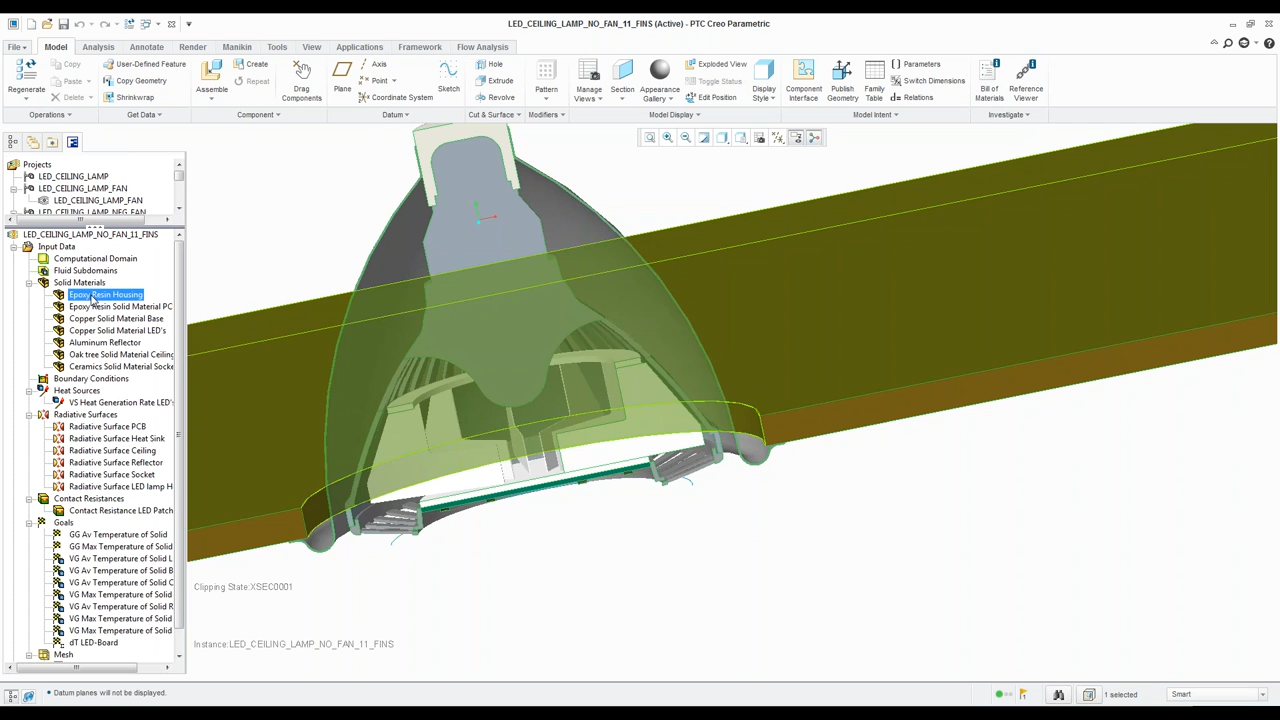 LED_CEILING_LAMP_NO_FAN_11_FINS (Active) - PTC Creo Parametric
File Model Analysis Annotate Render Manikin Tools View Applications Framework Flow Analysis
Regenerate
Copy
Paste
Delete
Operations
User-Defined Feature
Copy Geometry
Shrinkwrap
Get Data
Assemble
Create
Repeat
Drag Components
Component
Plane
Axis
Point
Coordinate System
Sketch
Datum
Hole
Extrude
Revolve
Cut & Surface
Pattern
Modifiers
Manage Views
Section
Appearance Gallery
Exploded View
Toggle Status
Edit Position
Display Style
Model Display
Component Interface
Publish Geometry
Family Table
Parameters
Switch Dimensions
Relations
Model Intent
Bill of Materials
Reference Viewer
Investigate
Projects
LED_CEILING_LAMP
LED_CEILING_LAMP_FAN
LED_CEILING_LAMP_FAN
LED_CEILING_LAMP_NEG_FAN
LED_CEILING_LAMP_NO_FAN_11_FINS
Input Data
Computational Domain
Fluid Subdomains
Solid Materials
Epoxy Resin Housing
Epoxy Resin Solid Material PC
Copper Solid Material Base
Copper Solid Material LED's
Aluminum Reflector
Oak tree Solid Material Ceiling
Ceramics Solid Material Socke
Boundary Conditions
Heat Sources
VS Heat Generation Rate LED's
Radiative Surfaces
Radiative Surface PCB
Radiative Surface Heat Sink
Radiative Surface Ceiling
Radiative Surface Reflector
Radiative Surface Socket
Radiative Surface LED lamp H
Contact Resistances
Contact Resistance LED Patch
Goals
GG Av Temperature of Solid
GG Max Temperature of Solid
VG Av Temperature of Solid L
VG Av Temperature of Solid B
VG Av Temperature of Solid C
VG Max Temperature of Solid
VG Av Temperature of Solid R
VG Max Temperature of Solid
VG Max Temperature of Solid
dT LED-Board
Mesh
Clipping State:XSEC0001
Instance:LED_CEILING_LAMP_NO_FAN_11_FINS
• Datum planes will not be displayed.
1 selected
Smart